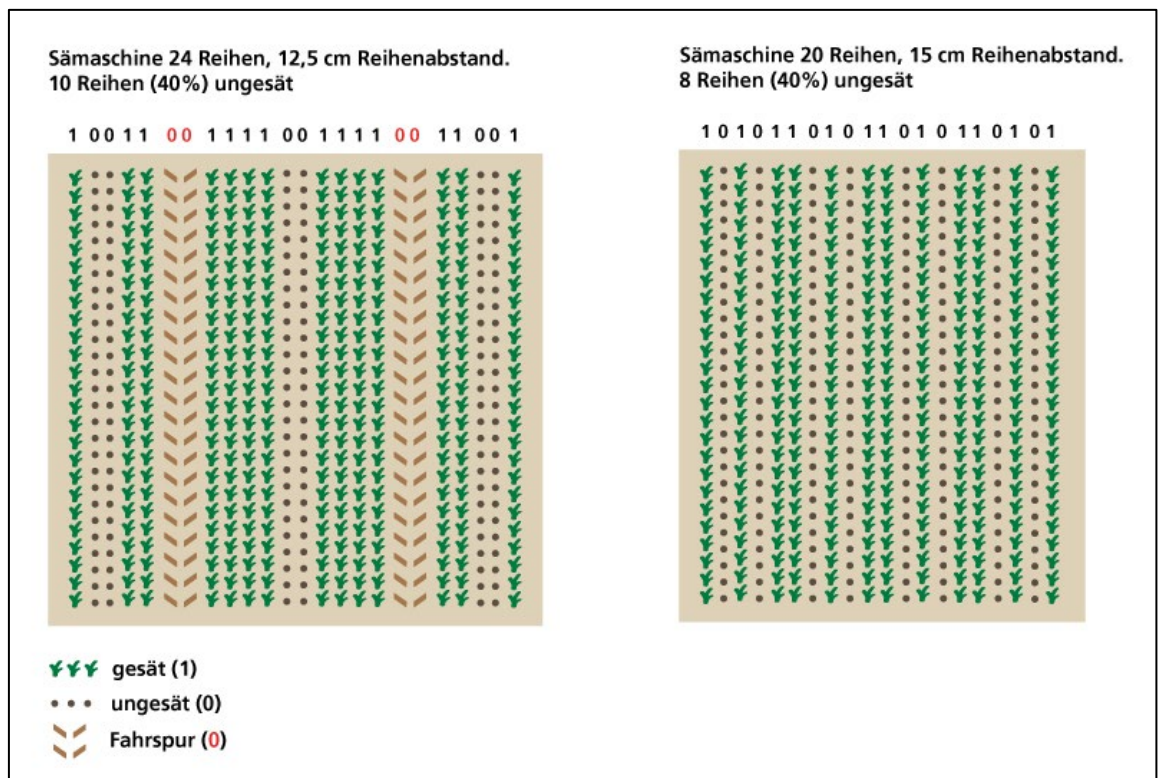 Sämaschine 24 Reihen, 12,5 cm Reihenabstand.
10 Reihen (40%) ungesät
1 0 0 1 1 0 0 1 1 1 1 0 0 1 1 1 1 0 0 1 1 0 0 1
Sämaschine 20 Reihen, 15 cm Reihenabstand.
8 Reihen (40%) ungesät
1 0 1 0 1 1 0 1 0 1 1 0 1 0 1 1 0 1 0 1
gesät (1)
ungesät (0)
Fahrspur (0)